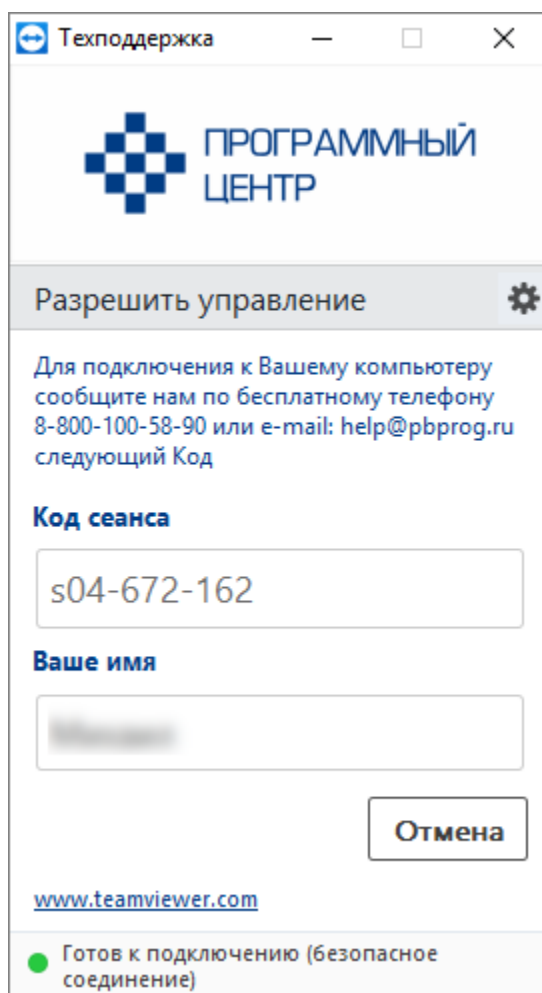 Техподдержка
ПРОГРАММНЫЙ
ЦЕНТР
Разрешить управление
Для подключения к Вашему компьютеру
сообщите нам по бесплатному телефону
8-800-100-58-90 или e-mail: help@pbprog.ru
следующий Код
Код сеанса
s04-672-162
Ваше имя
Отмена
www.teamviewer.com
Готов к подключению (безопасное
соединение)